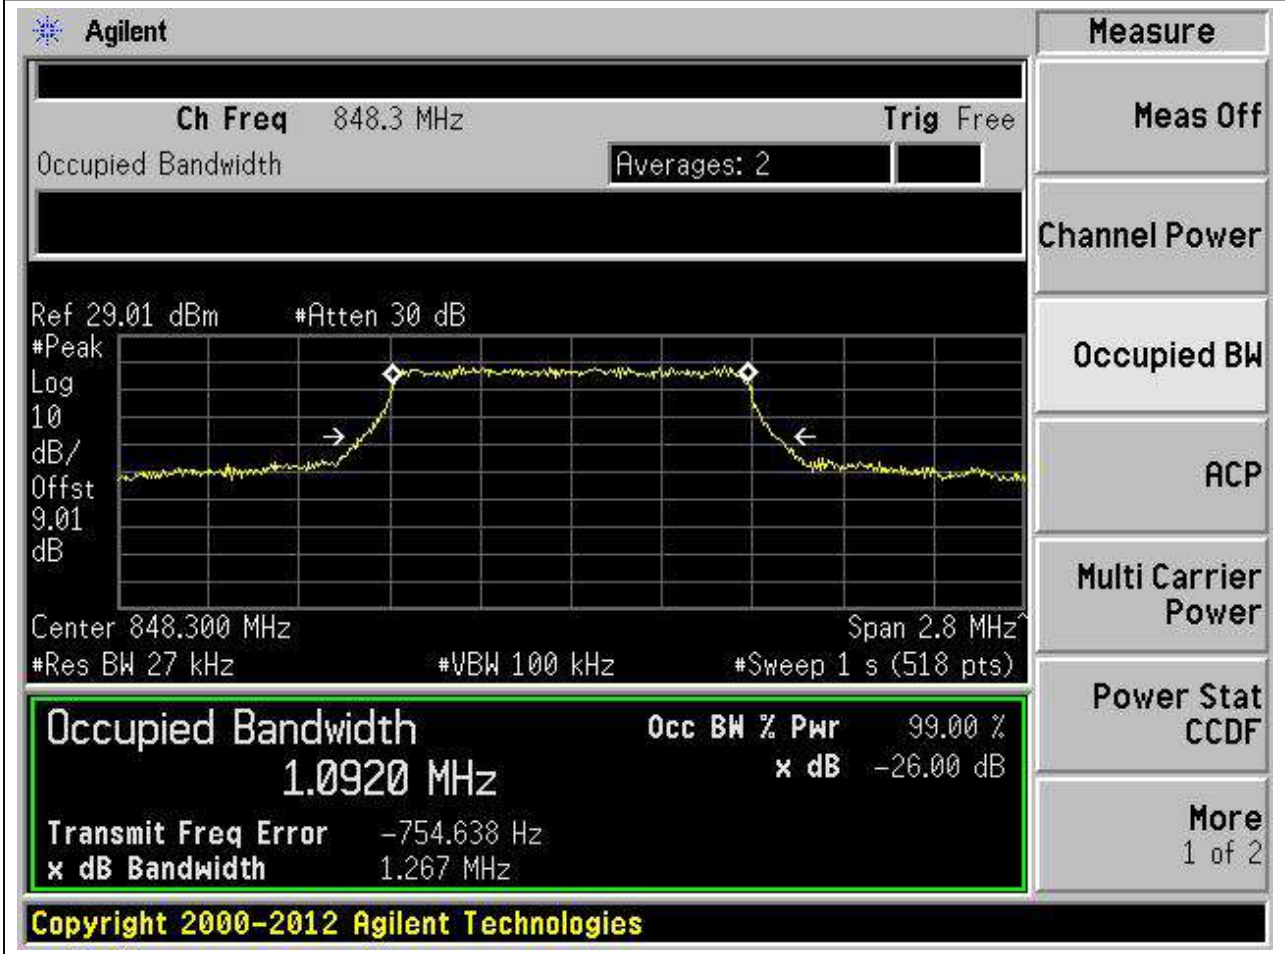 Agilent
Measure
Ch Freq 848.3 MHz Trig Free
Occupied Bandwidth Averages: 2
Ref 29.01 dBm #Atten 30 dB
#Peak
Log
10
dB/
Offst
9.01
dB
Center 848.300 MHz Span 2.8 MHz^
#Res BW 27 kHz #VBW 100 kHz #Sweep 1 s (518 pts)
Occupied Bandwidth Occ BW % Pwr 99.00 %
1.0920 MHz x dB -26.00 dB
Transmit Freq Error -754.638 Hz
x dB Bandwidth 1.267 MHz
Copyright 2000-2012 Agilent Technologies
Meas Off
Channel Power
Occupied BW
ACP
Multi Carrier
Power
Power Stat
CCDF
More
1 of 2